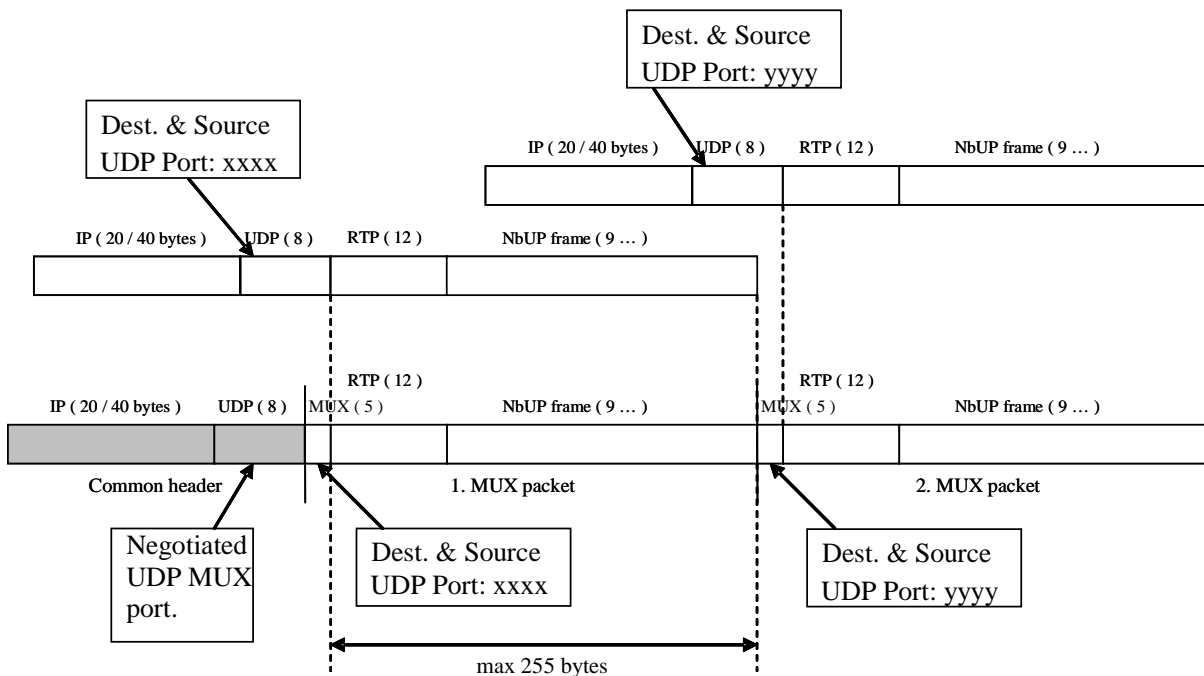 Dest. & Source
UDP Port: yyyy
Dest. & Source
UDP Port: xxxx
IP ( 20 / 40 bytes )
UDP ( 8 )
RTP ( 12 )
NbUP frame ( 9 ... )
IP ( 20 / 40 bytes )
UDP ( 8 )
RTP ( 12 )
NbUP frame ( 9 ... )
RTP ( 12 )
RTP ( 12 )
IP ( 20 / 40 bytes )
UDP ( 8 )
MUX ( 5 )
NbUP frame ( 9 ... )
MUX ( 5 )
NbUP frame ( 9 ... )
Common header
1. MUX packet
2. MUX packet
Negotiated
UDP MUX
port.
Dest. & Source
UDP Port: xxxx
Dest. & Source
UDP Port: yyyy
max 255 bytes